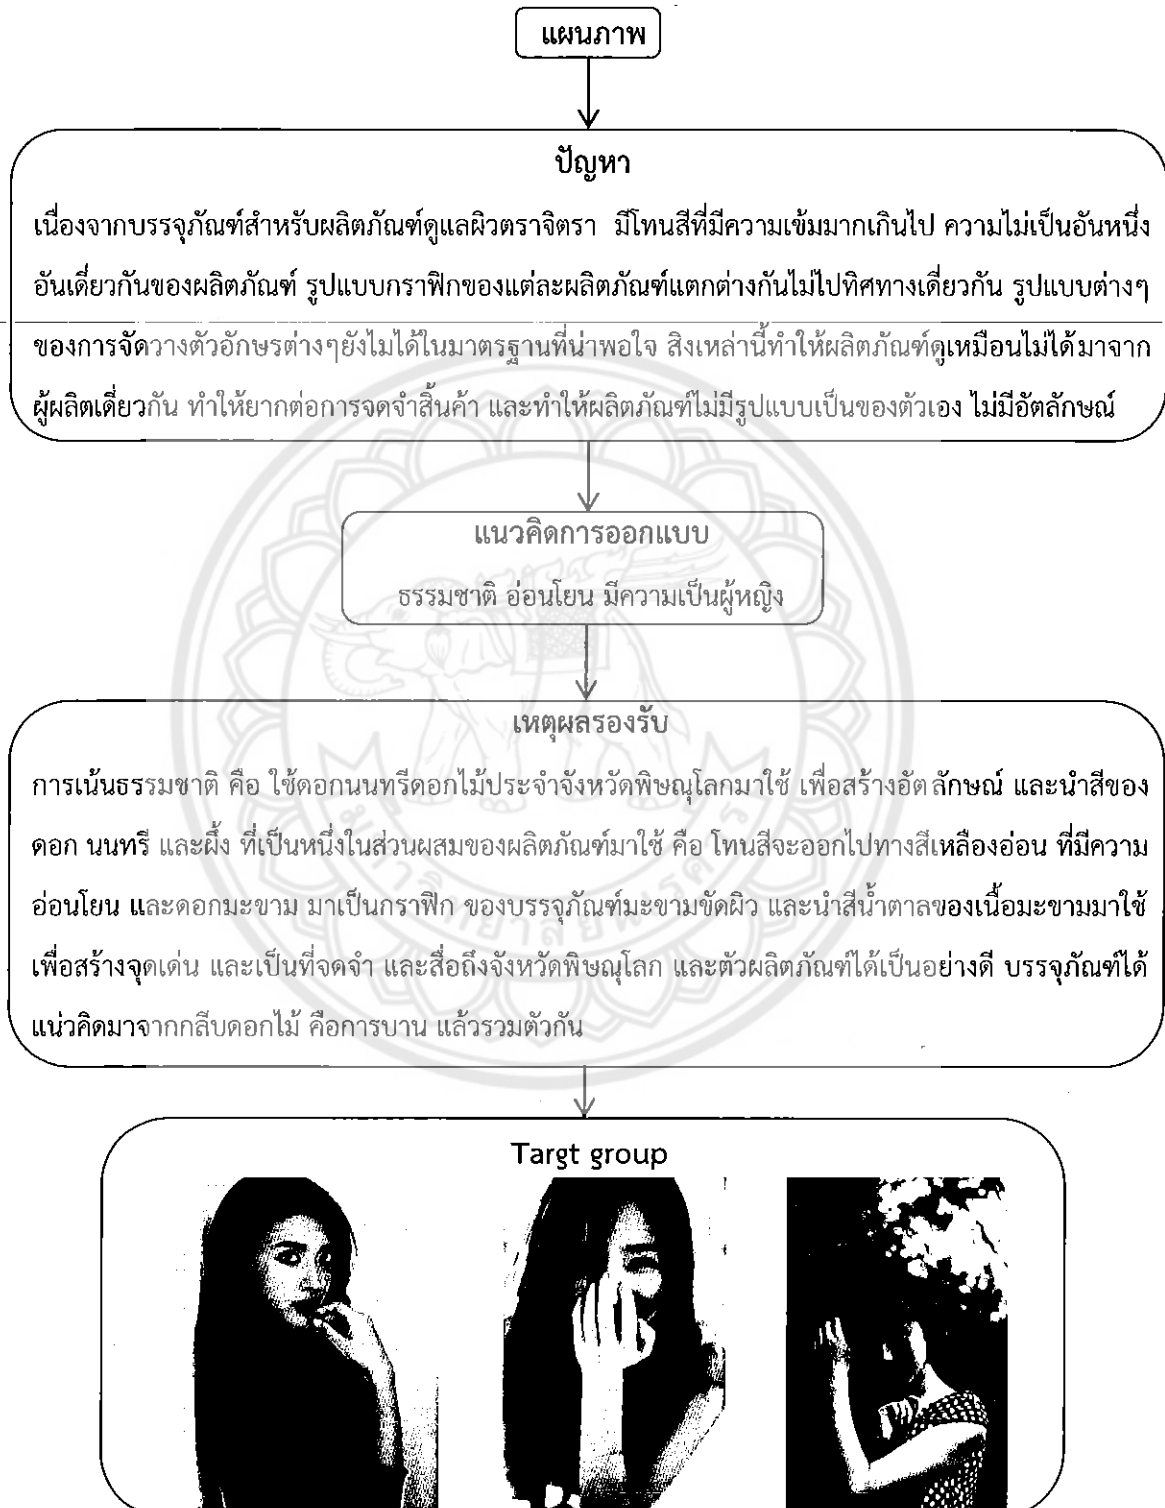 แผนภาพ
ปัญหา
เนื่องจากบรรจุภัณฑ์สำหรับผลิตภัณฑ์ดูแลผิวตราจิตรา มีโทนสีที่มีความเข้มมากเกินไป ความไม่เป็นอันหนึ่ง
อันเดี่ยวกันของผลิตภัณฑ์ รูปแบบกราฟิกของแต่ละผลิตภัณฑ์แตกต่างกันไม่ไปทิศทางเดี่ยวกัน รูปแบบต่างๆ
ของการจัดวางตัวอักษรต่างๆยังไมได้ในมาตรฐานที่น่าพอใจ สิงเหล่านี้ทำให้ผลิตภัณฑ์ดูเหมือนไม่ได้มาจาก
ผู้ผลิตเดี่ยวกัน ทำให้ยากต่อการจดจำสิ้นค้า และทำให้ผลิตภัณฑ์ไม่มีรูปแบบเป็นของตัวเอง ไม่มีอัตลักษณ์
แนวคิดการออกแบบ
ธรรมชาติ อ่อนโยน มีความเป็นผู้หญิง
เหตุผลรองรับ
การเน้นธรรมชาติ คือ ใช้ดอกนนทรีดอกไม้ประจำจังหวัดพิษณุโลกมาใช้ เพื่อสร้างอัตลักษณ์ และนำสีของ
ดอก นนทรี และผึ้ง ที่เป็นหนึ่งในส่วนผสมของผลิตภัณฑ์มาใช้ คือ โทนสีจะออกไปทางสีเหลืองอ่อน ที่มีความ
อ่อนโยน และดอกมะขาม มาเป็นกราฟิก ของบรรจุภัณฑ์มะขามขัดผิว และนำสีน้ำตาลของเนื้อมะขามมาใช้
เพื่อสร้างจุดเด่น และเป็นที่จดจำ และสื่อถึงจังหวัดพิษณุโลก และตัวผลิตภัณฑ์ได้เป็นอย่างดี บรรจุภัณฑ์ได้
แน่วคิดมาจากกลีบดอกไม้ คือการบาน แล้วรวมตัวกัน
มหาวิทยาลัยนเรศวร
Targt group